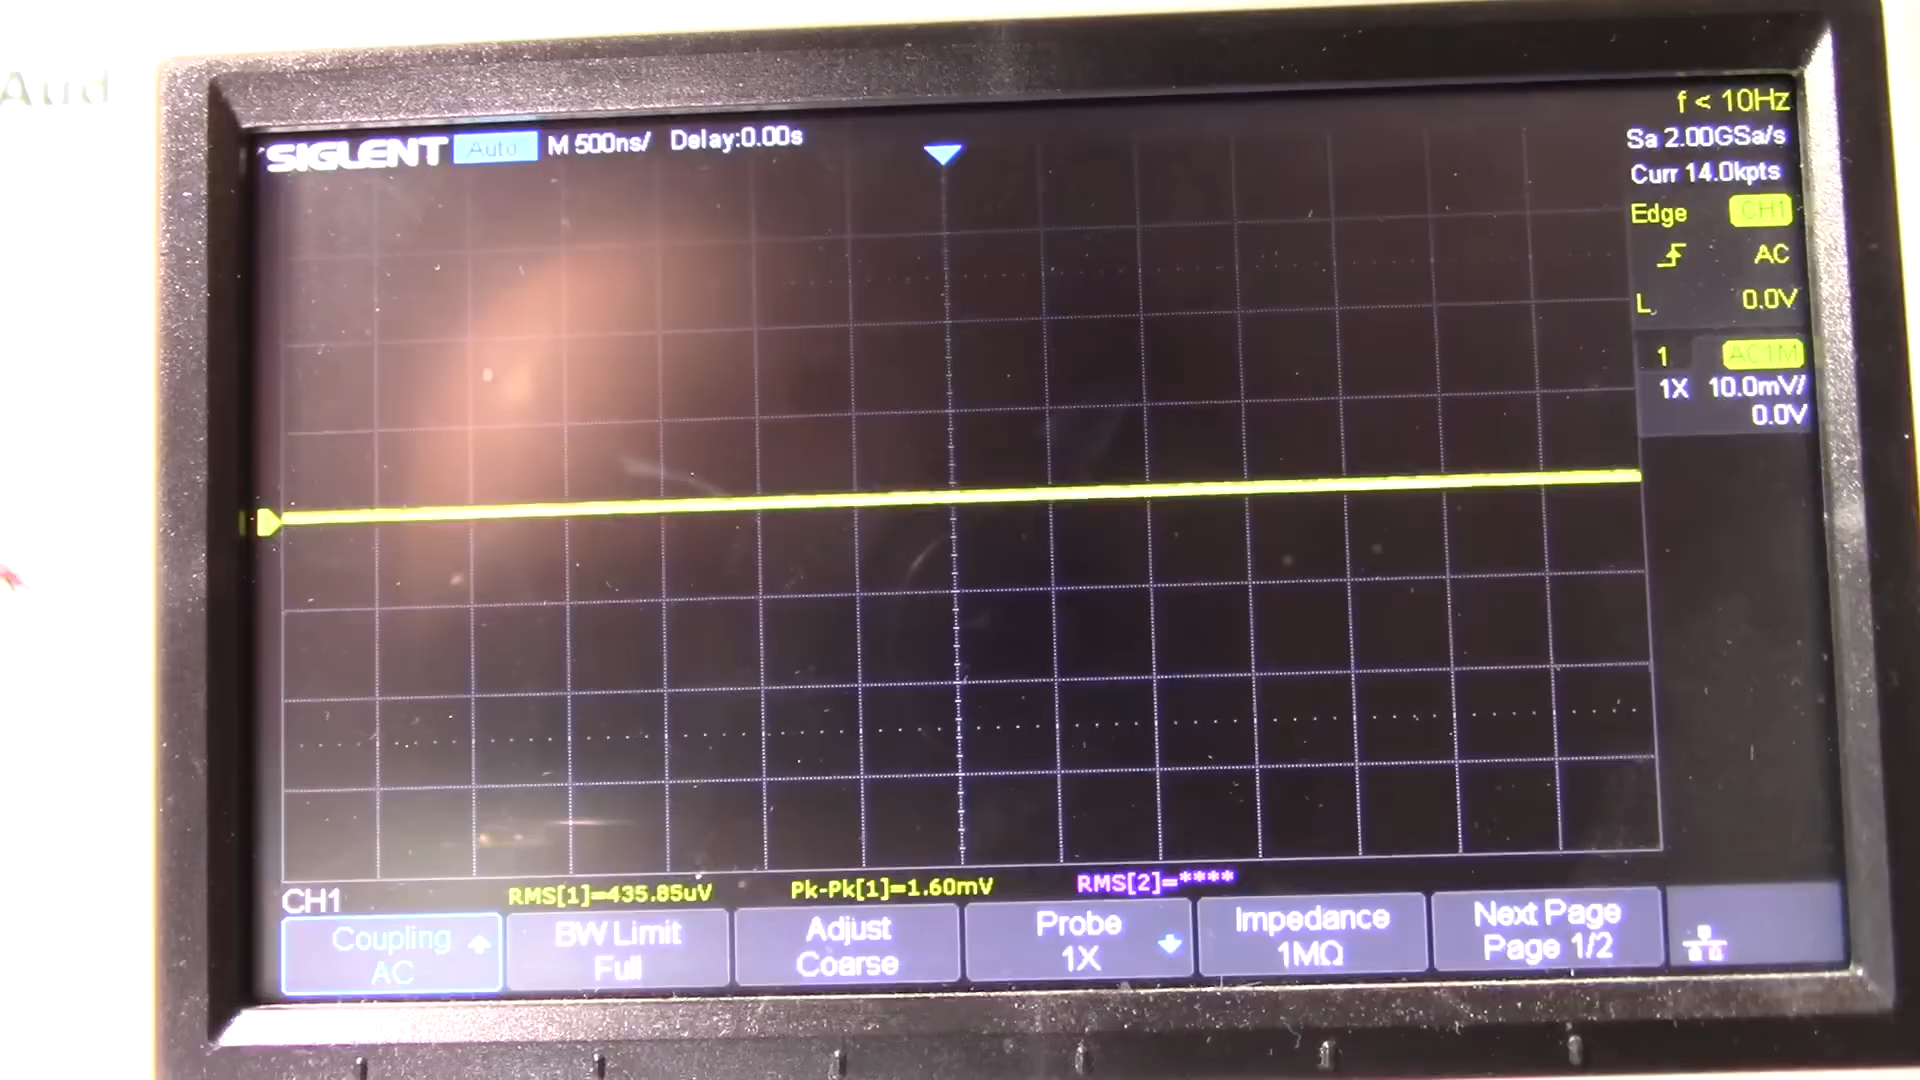 Aud
f < 10Hz
SIGLENT Auto M 500ns/ Delay:0.00s
Sa 2.00GSa/s
Curr 14.0kpts
Edge CH1
AC
L 0.0V
1 AC1M
1X 10.0mV/
0.0V
CH1 RMS[1]=435.85uV Pk-Pk[1]=1.60mV RMS[2]=****
Coupling
AC
BW Limit
Full
Adjust
Coarse
Probe
1X
Impedance
1MΩ
Next Page
Page 1/2